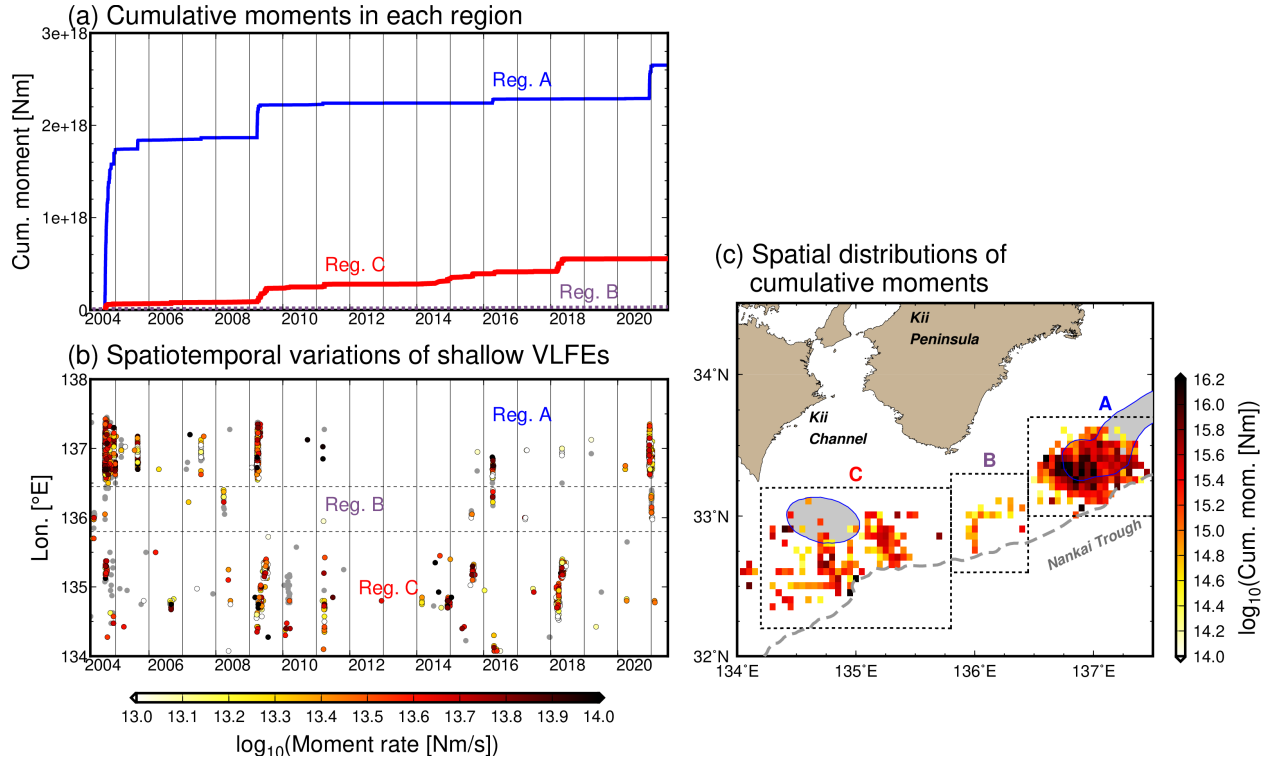 (a) Cumulative moments in each region
3e+18
2e+18
1e+18
0
Cum. moment [Nm]
Reg. A
Reg. C
Reg. B
2004 2006 2008 2010 2012 2014 2016 2018 2020
(b) Spatiotemporal variations of shallow VLFEs
138
137
136
135
134
Lon. [°E]
Reg. A
Reg. B
Reg. C
2004 2006 2008 2010 2012 2014 2016 2018 2020
13.0 13.1 13.2 13.3 13.4 13.5 13.6 13.7 13.8 13.9 14.0
log10(Moment rate [Nm/s])
(c) Spatial distributions of
cumulative moments
Kii
Peninsula
Kii
Channel
A
B
C
Nankai Trough
34°N
33°N
32°N
134°E 135°E 136°E 137°E
16.2
16.0
15.8
15.6
15.4
15.2
15.0
14.8
14.6
14.4
14.2
14.0
log10(Cum. mom. [Nm])